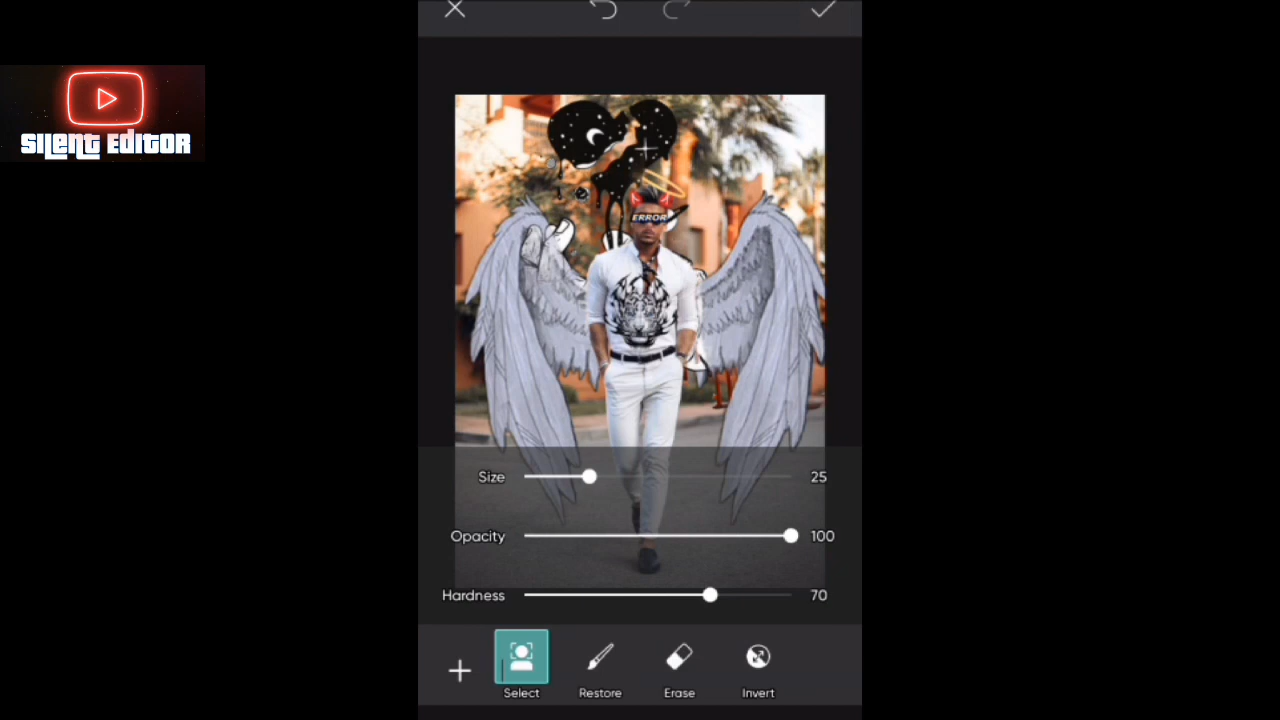 SILENT EDITOR
ERROR
Size 25
Opacity 100
Hardness 70
Select Restore Erase Invert